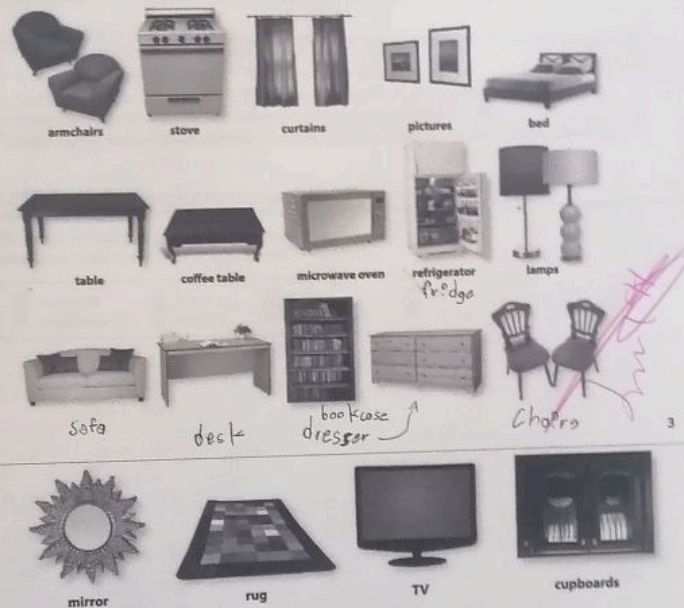 armchairs stove curtains pictures bed
table coffee table microwave oven refrigerator lamps
fridge
sofa desk bookcase chairs
dresser
3
mirror rug TV cupboards